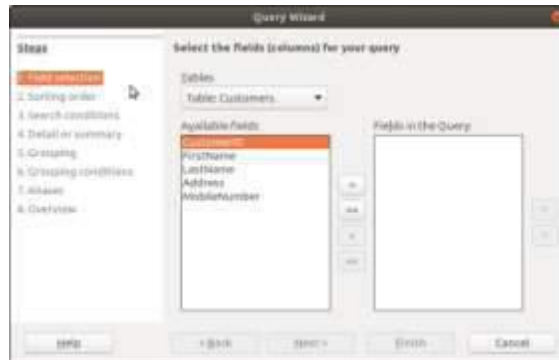 Query Wizard
Steps
Select the fields (columns) for your query
1. Field selection
2. Sorting order
3. Search conditions
4. Detail or summary
5. Grouping
6. Grouping conditions
7. Aliases
8. Overview
Tables
Table: Customers
Available fields
CustomerID
FirstName
LastName
Address
MobileNumber
Fields in the Query:
>
>>
<
<<
Help
< Back
Next >
Finish
Cancel